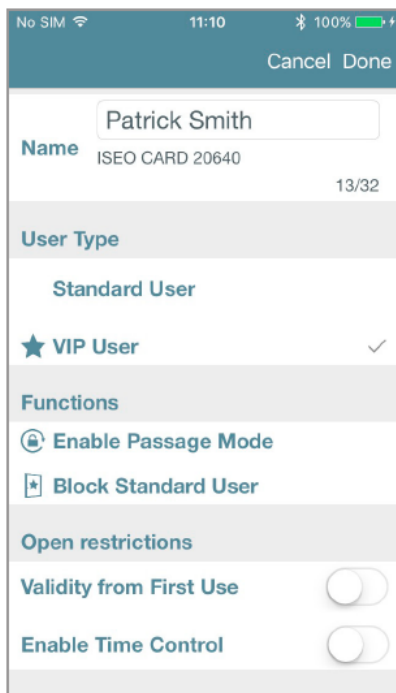 No SIM 11:10 100%
Cancel Done
Patrick Smith
Name
ISEO CARD 20640
13/32
User Type
Standard User
VIP User
Functions
Enable Passage Mode
Block Standard User
Open restrictions
Validity from First Use
Enable Time Control